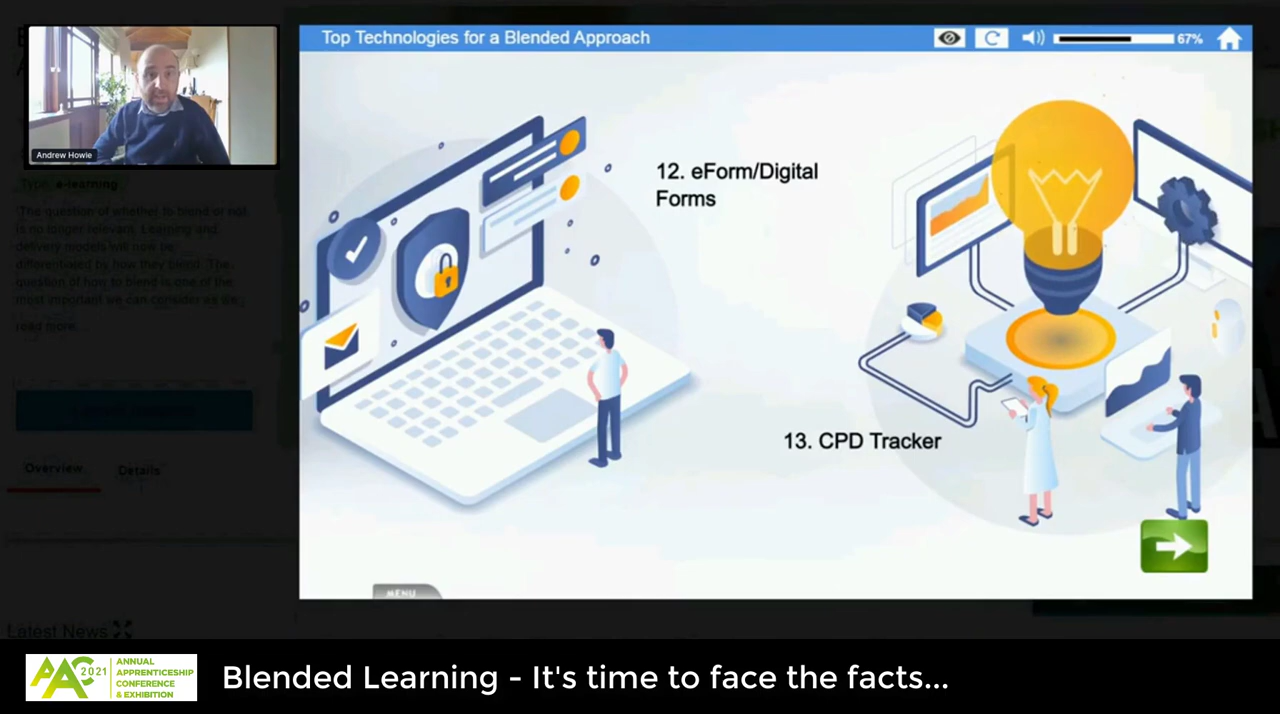 Top Technologies for a Blended Approach
67%
Andrew Howie
Type: e-learning
The question of whether to blend or not
is no longer relevant. Learning and
delivery models will now be
differentiated by how they blend. The
question of how to blend is one of the
most important we can consider as we
read more...
Overview
Details
12. eForm/Digital
Forms
13. CPD Tracker
MENU
Latest News
AAC
2021
ANNUAL
APPRENTICESHIP
CONFERENCE
& EXHIBITION
Blended Learning - It's time to face the facts...